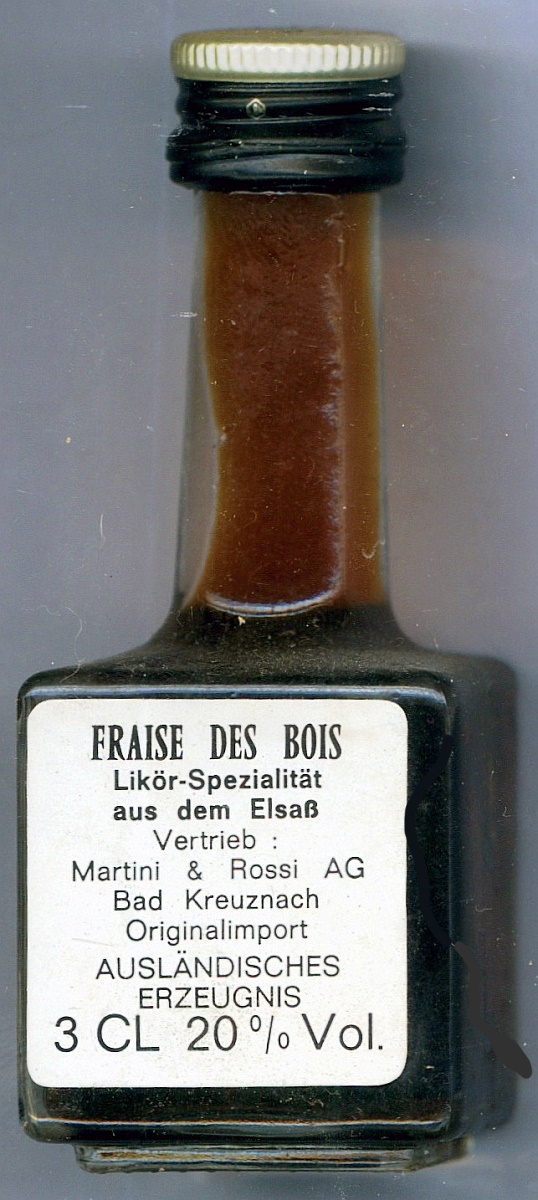 FRAISE DES BOIS
Likör-Spezialität
aus dem Elsaß
Vertrieb :
Martini & Rossi AG
Bad Kreuznach
Originalimport
AUSLÄNDISCHES
ERZEUGNIS
3 CL 20 % Vol.